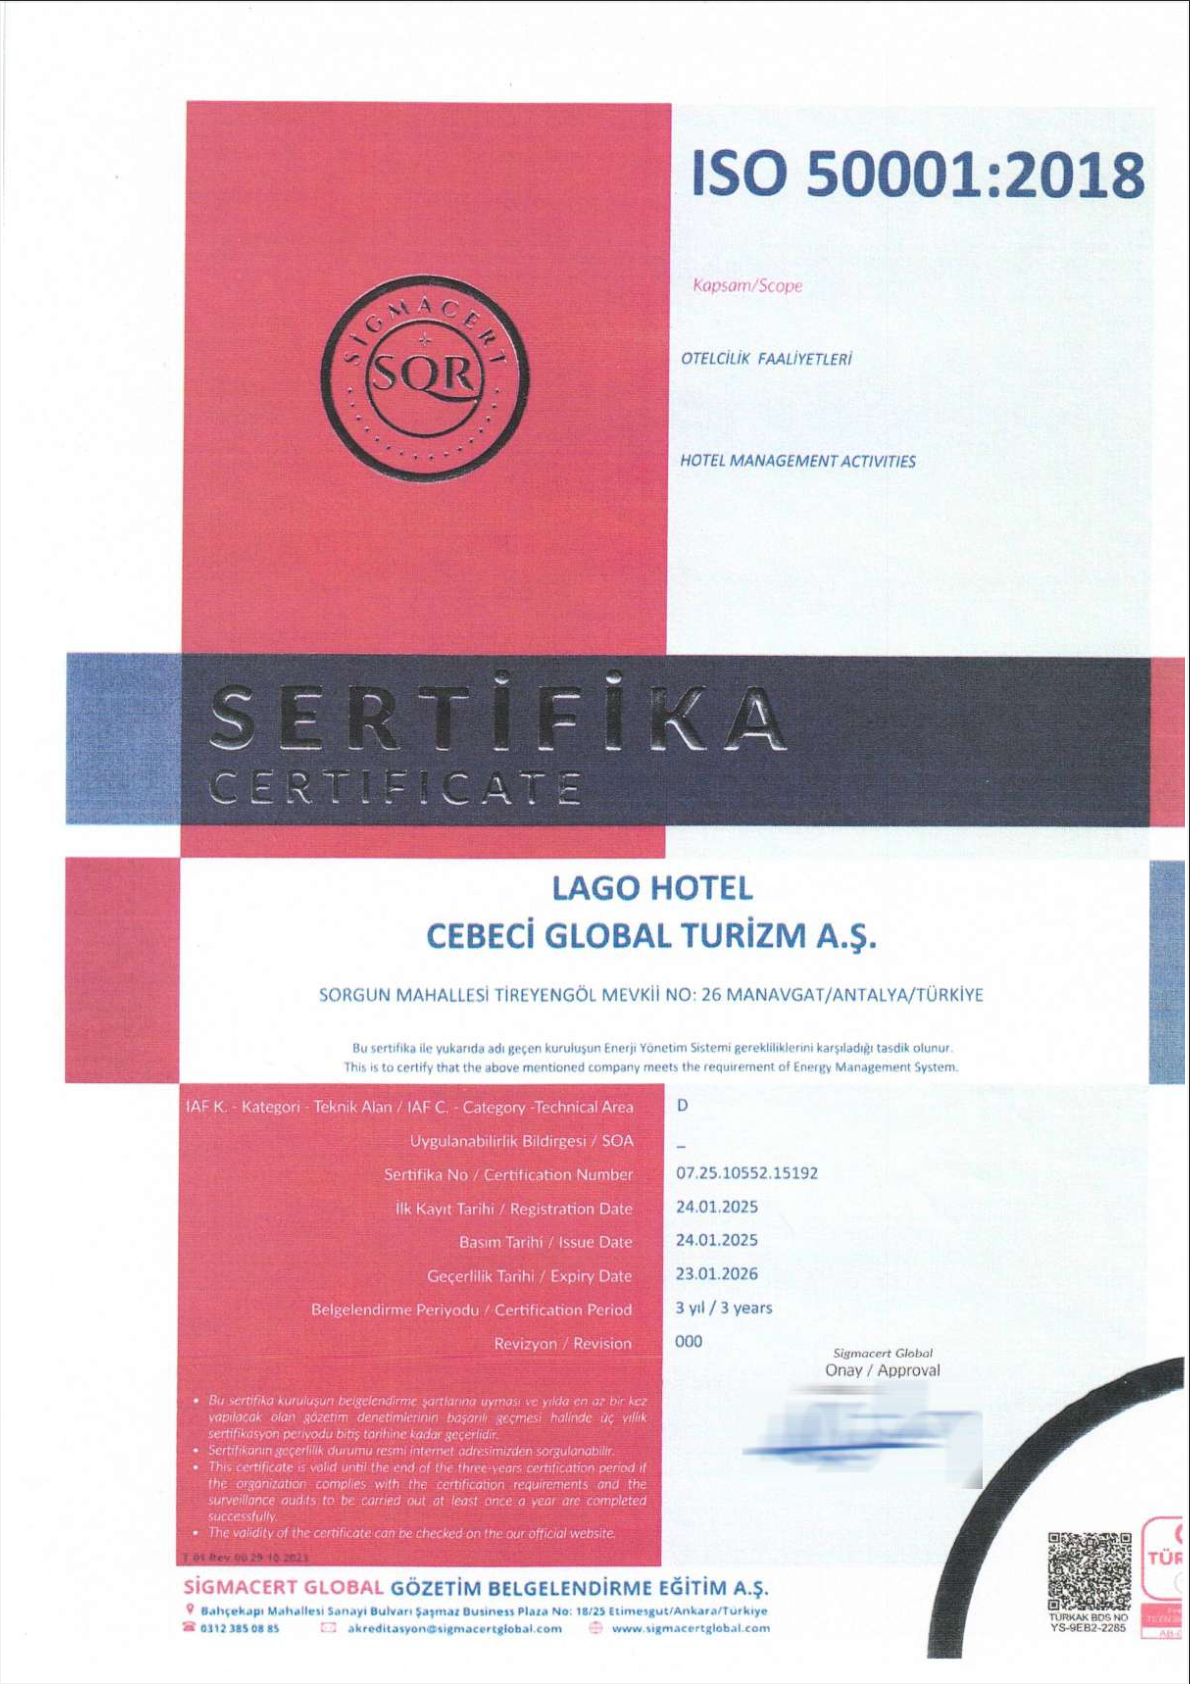 ISO 50001:2018
Kapsam/Scope
SİGMACERT
SQR
OTELCİLİK FAALİYETLERİ
HOTEL MANAGEMENT ACTIVITIES
SERTİFİKA
CERTIFICATE
LAGO HOTEL
CEBECİ GLOBAL TURİZM A.Ş.
SORGUN MAHALLESİ TİREYENGÖL MEVKİİ NO: 26 MANAVGAT/ANTALYA/TÜRKİYE
Bu sertifika ile yukarıda adı geçen kuruluşun Enerji Yönetim Sistemi gerekliliklerini karşıladığı tasdik olunur.
This is to certify that the above mentioned company meets the requirement of Energy Management System.
IAF K. - Kategori - Teknik Alan / IAF C. - Category -Technical Area D
Uygulanabilirlik Bildirgesi / SOA _
Sertifika No / Certification Number 07.25.10552.15192
İlk Kayıt Tarihi / Registration Date 24.01.2025
Basım Tarihi / Issue Date 24.01.2025
Geçerlilik Tarihi / Expiry Date 23.01.2026
Belgelendirme Periyodu / Certification Period 3 yıl / 3 years
Revizyon / Revision 000
Sigmacert Global
Onay / Approval
• Bu sertifika kuruluşun belgelendirme şartlarına uyması ve yılda en az bir kez
yapılacak olan gözetim denetimlerinin başarılı geçmesi halinde üç yıllık
sertifikasyon periyodu bitiş tarihine kadar geçerlidir.
• Sertifikanın geçerlilik durumu resmi internet adresimizden sorgulanabilir.
• This certificate is valid until the end of the three-years certification period if
the organization complies with the certification requirements and the
surveillance audits to be carried out at least once a year are completed
successfully.
• The validity of the certificate can be checked on the our official website.
T 01 Rev 00 29.10.2023
SİGMACERT GLOBAL GÖZETİM BELGELENDİRME EĞİTİM A.Ş.
Bahçekapı Mahallesi Sanayi Bulvarı Şaşmaz Business Plaza No: 18/25 Etimesgut/Ankara/Türkiye
0312 385 08 85 akreditasyon@sigmacertglobal.com www.sigmacertglobal.com
TÜRKAK BDS NO
YS-9EB2-2285
TÜR
AB-